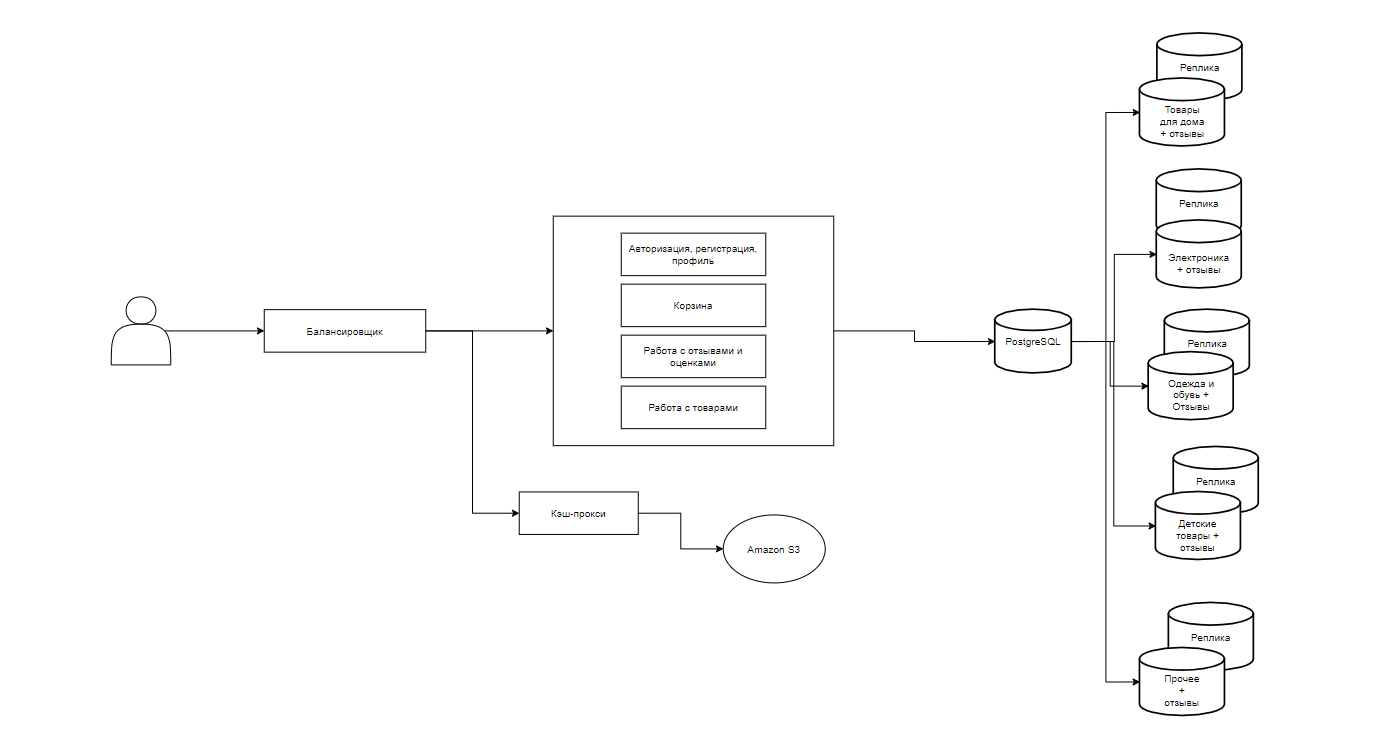 Балансировщик
Авторизация, регистрация,
профиль
Корзина
Работа с отзывами и
оценками
Работа с товарами
Кэш-прокси
Amazon S3
PostgreSQL
Реплика
Товары
для дома
+ отзывы
Реплика
Электроника
+ отзывы
Реплика
Одежда и
обувь +
Отзывы
Реплика
Детские
товары +
отзывы
Реплика
Прочее
+
отзывы